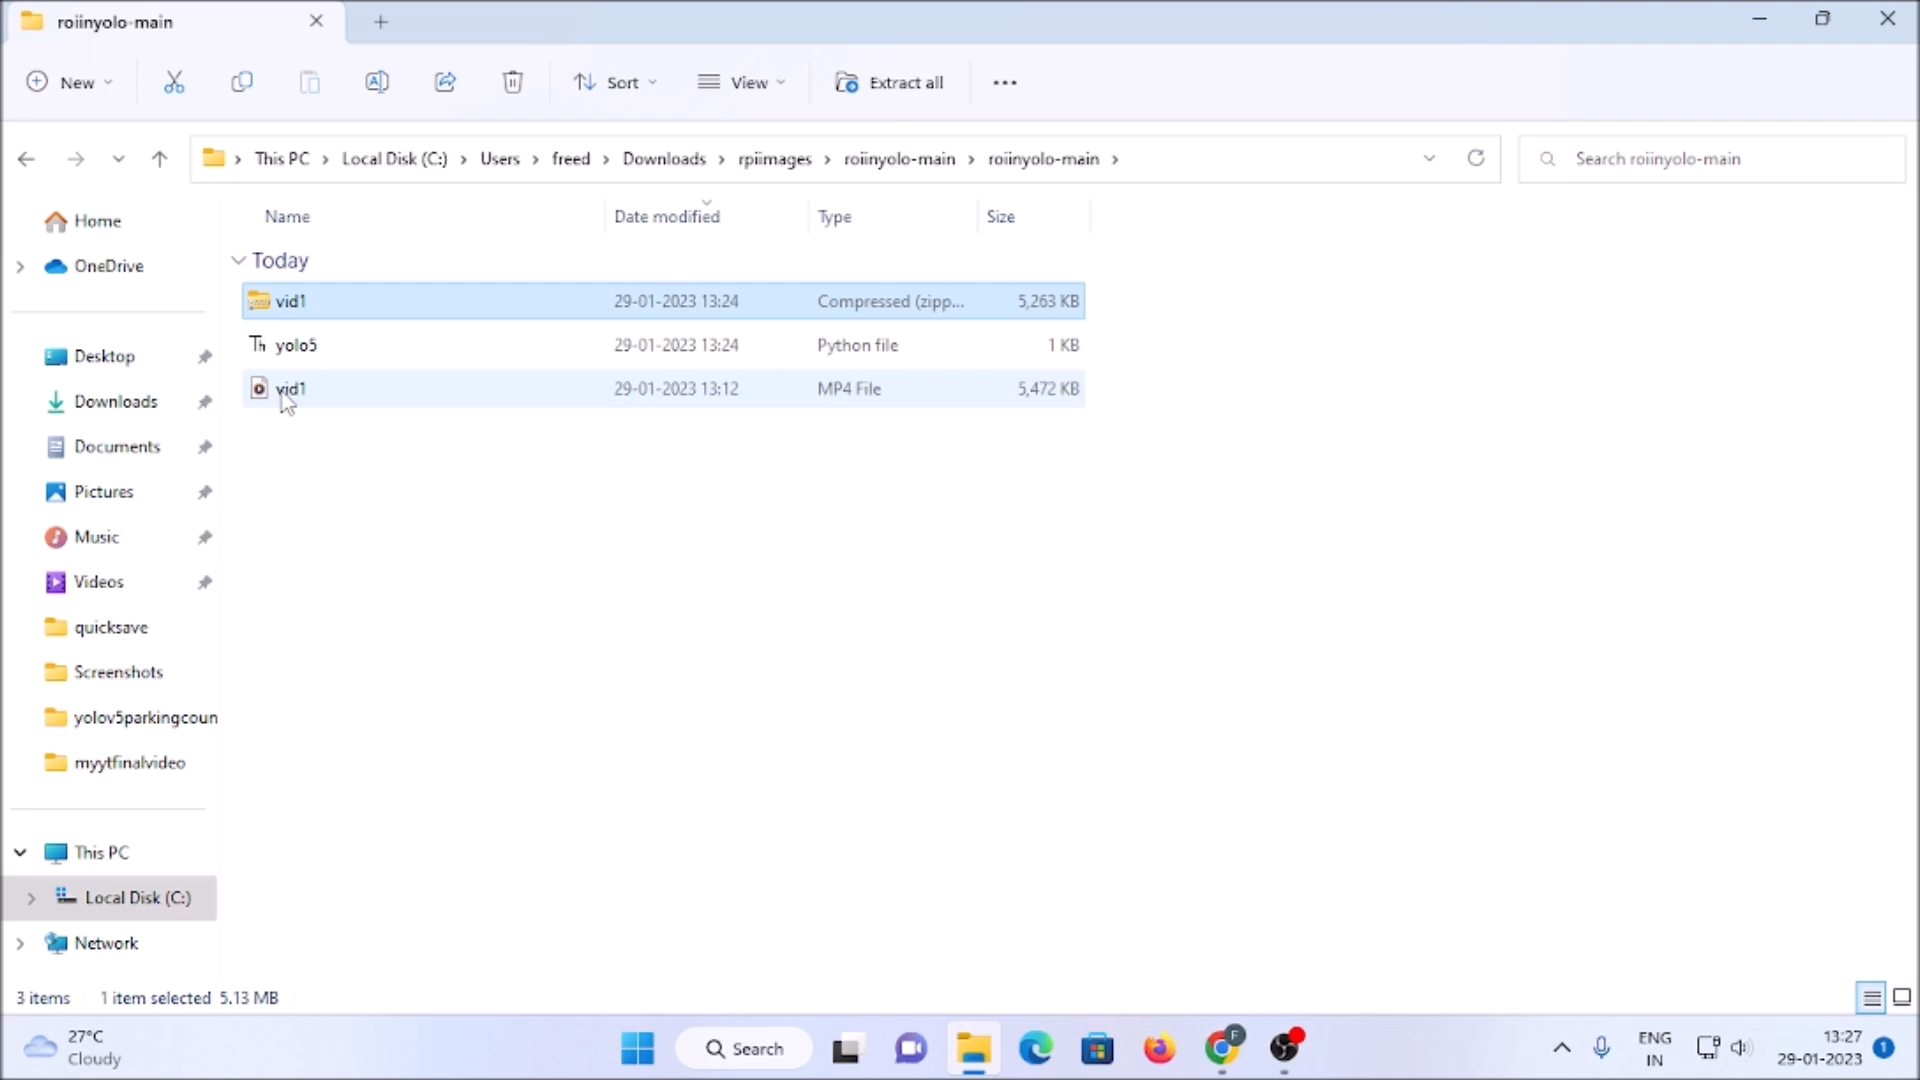 roiinyolo-main
New
Sort
View
Extract all
This PC
Local Disk (C:)
Users
freed
Downloads
rpiimages
roiinyolo-main
roiinyolo-main
Search roiinyolo-main
Name
Date modified
Type
Size
Today
vid1
29-01-2023 13:24
Compressed (zipp...
5,263 KB
yolo5
29-01-2023 13:24
Python file
1 KB
vid1
29-01-2023 13:12
MP4 File
5,472 KB
Home
OneDrive
Desktop
Downloads
Documents
Pictures
Music
Videos
quicksave
Screenshots
yolov5parkingcoun
myytfinalvideo
This PC
Local Disk (C:)
Network
3 items
1 item selected 5.13 MB
27°C
Cloudy
Search
F
ENG
IN
13:27
29-01-2023
1